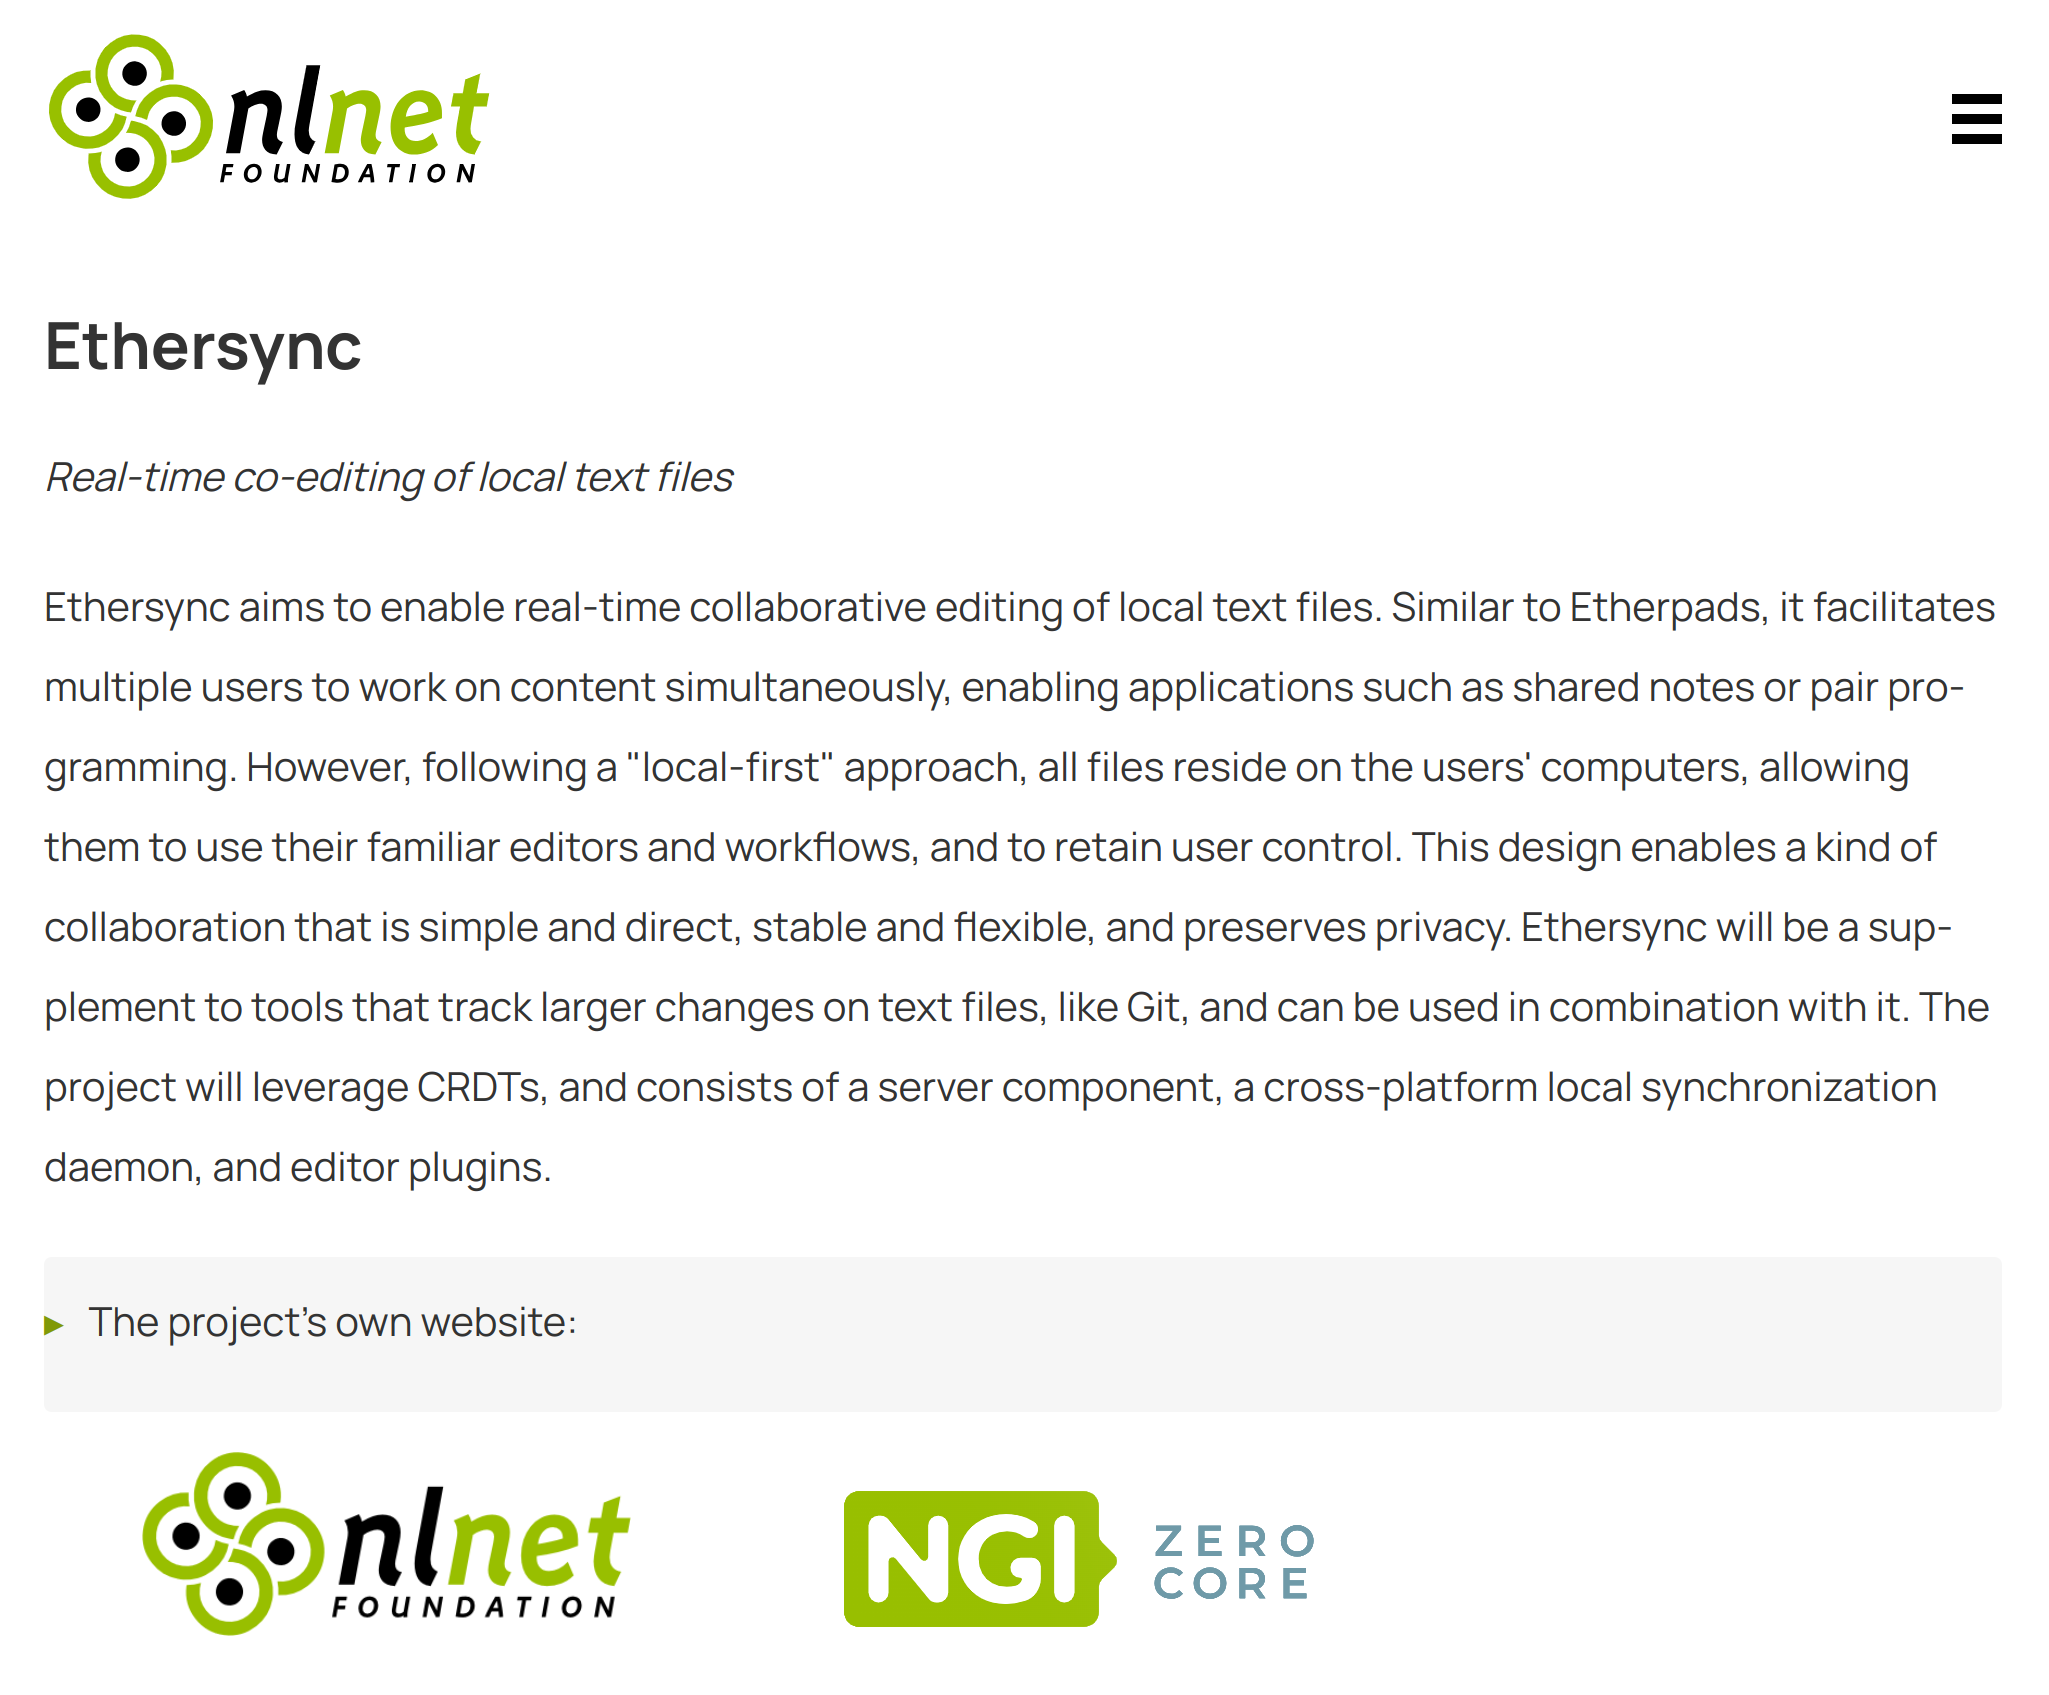 nlnet
FOUNDATION
Ethersync
Real-time co-editing of local text files
Ethersync aims to enable real-time collaborative editing of local text files. Similar to Etherpads, it facilitates
multiple users to work on content simultaneously, enabling applications such as shared notes or pair pro-
gramming. However, following a "local-first" approach, all files reside on the users' computers, allowing
them to use their familiar editors and workflows, and to retain user control. This design enables a kind of
collaboration that is simple and direct, stable and flexible, and preserves privacy. Ethersync will be a sup-
plement to tools that track larger changes on text files, like Git, and can be used in combination with it. The
project will leverage CRDTs, and consists of a server component, a cross-platform local synchronization
daemon, and editor plugins.
The project’s own website:
nlnet
FOUNDATION
NGI
ZERO
CORE